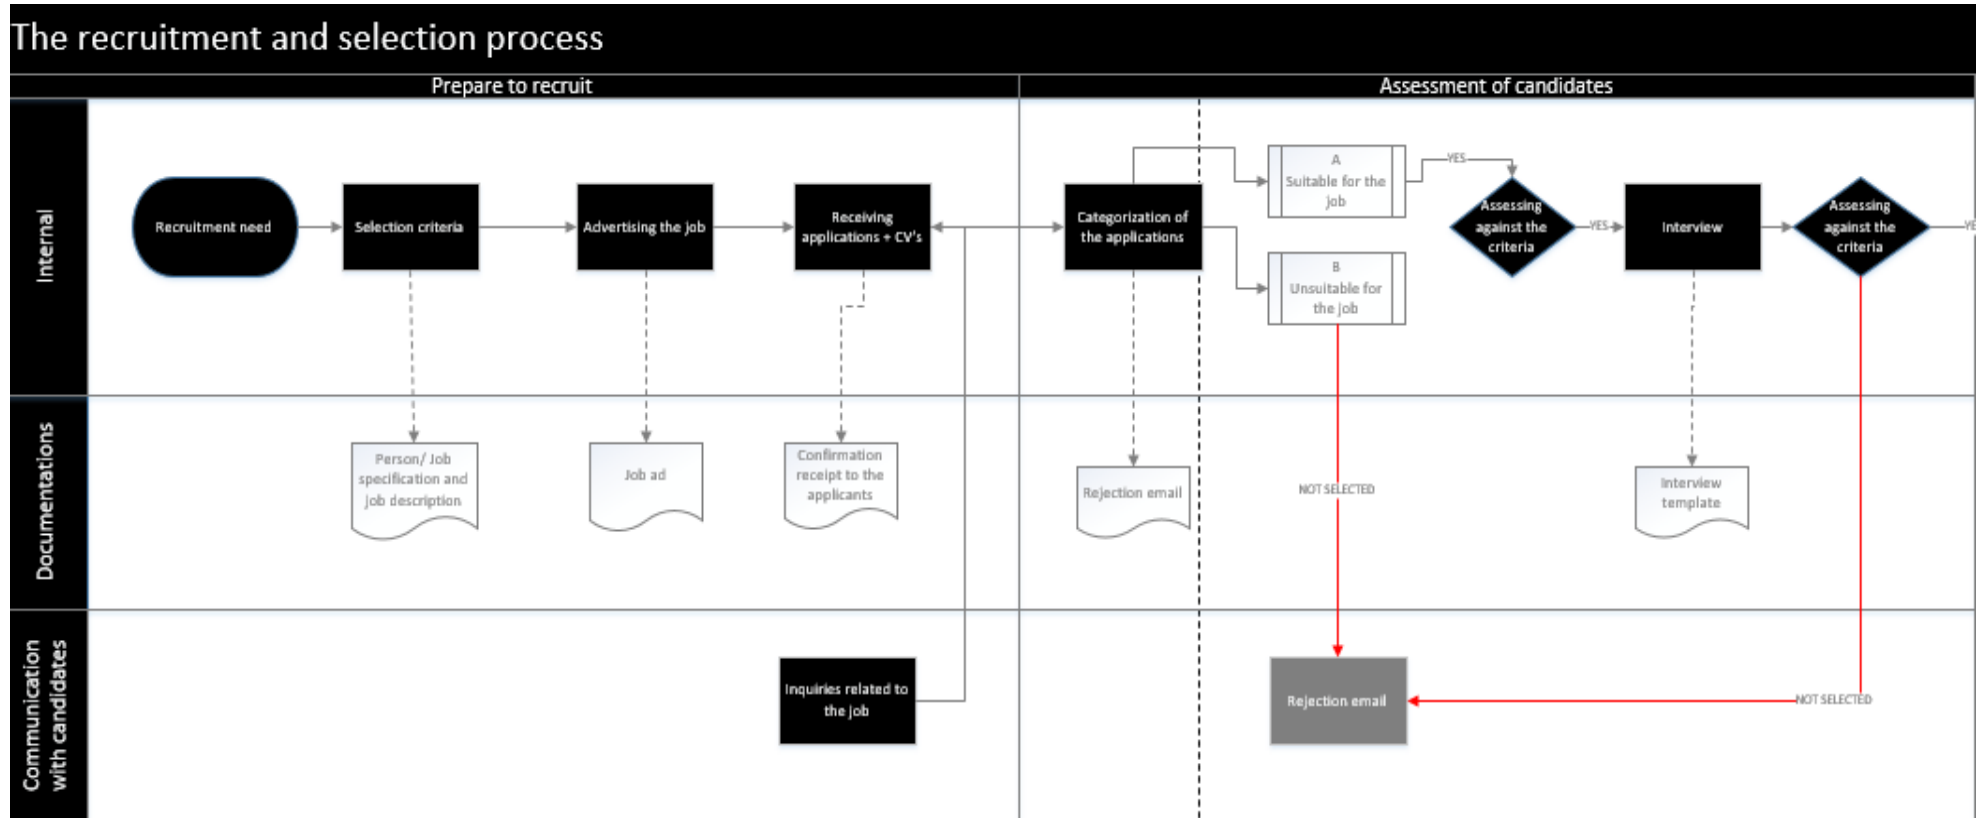 The recruitment and selection process
Prepare to recruit
Assessment of candidates
Internal
Recruitment need
Selection criteria
Advertising the job
Receiving
applications + CV's
Categorization of
the applications
A
Suitable for the
job
B
Unsuitable for
the job
YES
Assessing
against the
criteria
YES
Interview
Assessing
against the
criteria
Documentations
Person/ Job
specification and
job description
Job ad
Confirmation
receipt to the
applicants
Rejection email
NOT SELECTED
Interview
template
Communication
with candidates
Inquiries related to
the job
Rejection email
NOT SELECTED